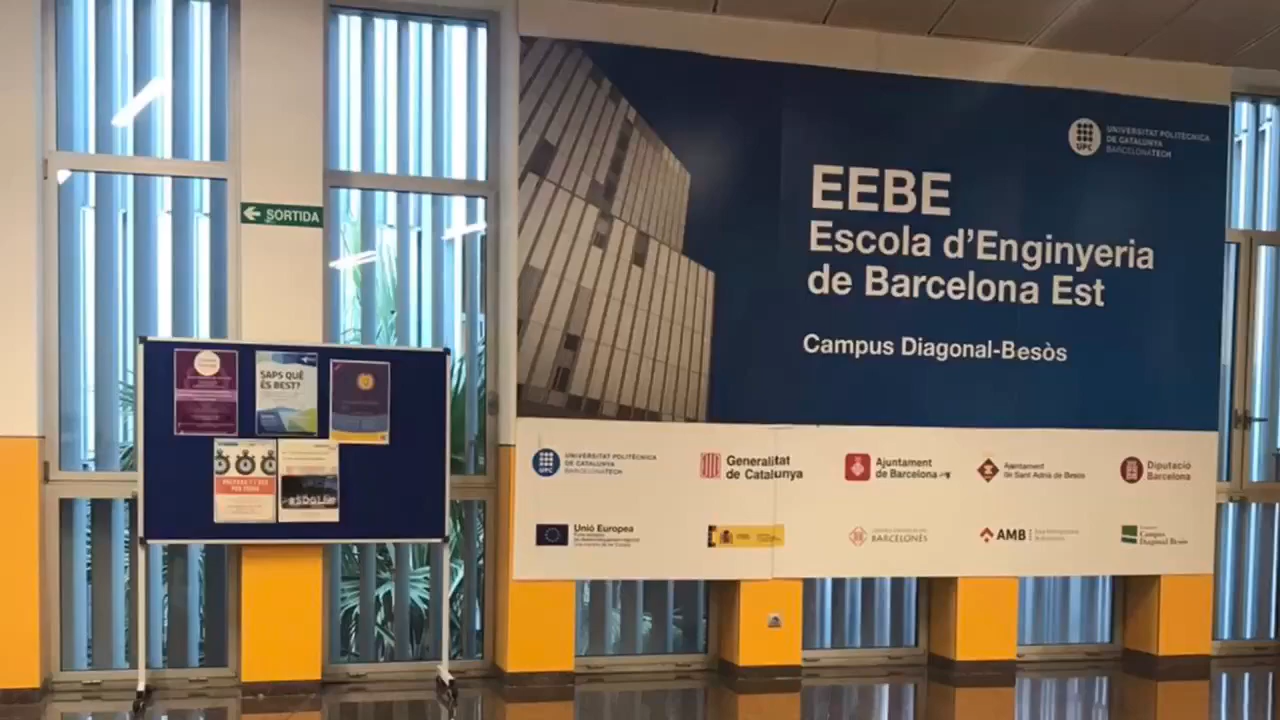 SORTIDA
SAPS QUÈ
ÉS BEST?
UPC
UNIVERSITAT POLITÈCNICA
DE CATALUNYA
BARCELONATECH
EEBE
Escola d'Enginyeria
de Barcelona Est
Campus Diagonal-Besòs
UPC
UNIVERSITAT POLITÈCNICA
DE CATALUNYA
BARCELONATECH
Generalitat
de Catalunya
Ajuntament
de Barcelona
Ajuntament
de Sant Adrià de Besòs
Diputació
Barcelona
Unió Europea
BARCELONÈS
AMB
Campus
Diagonal Besòs